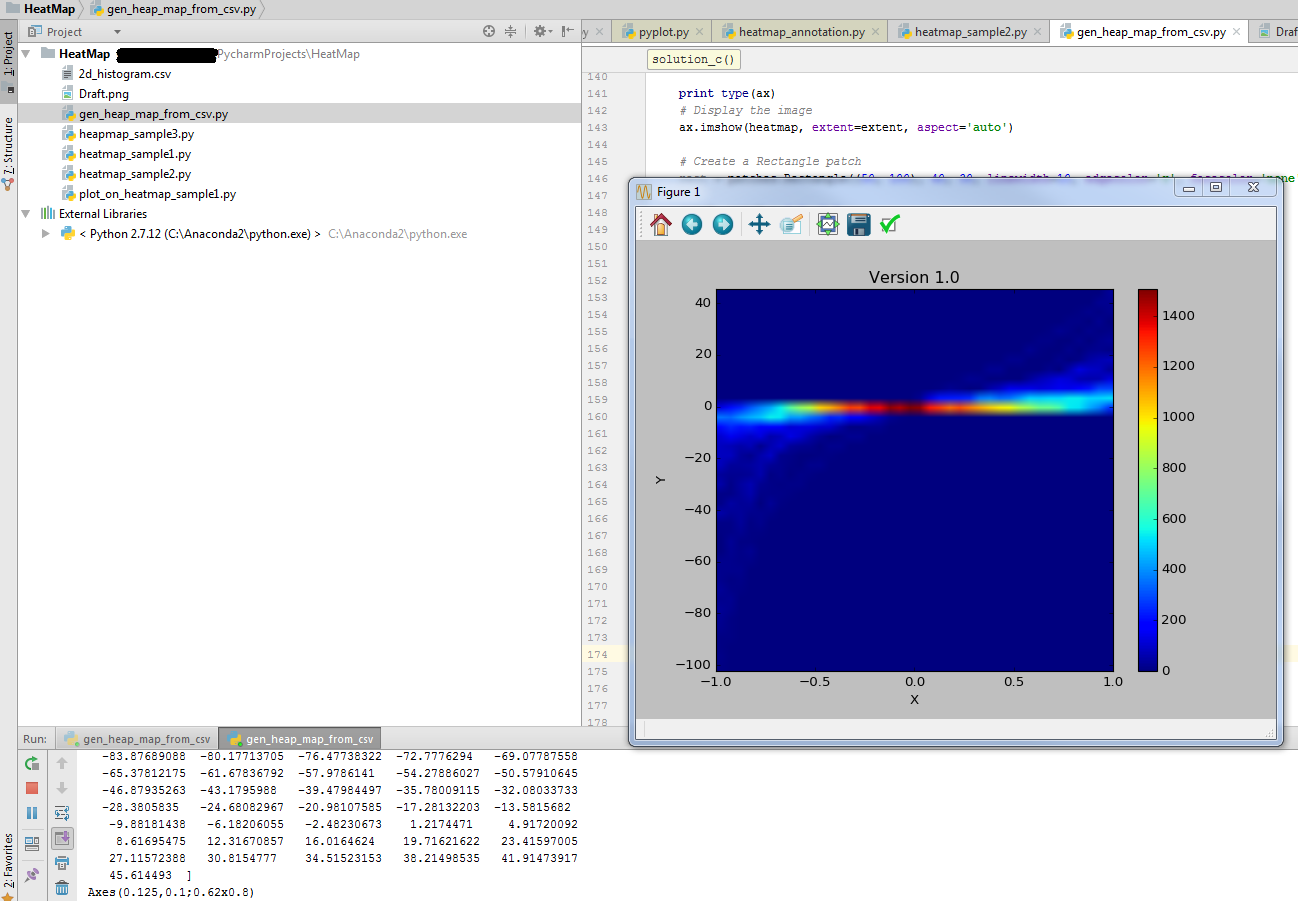 HeatMap gen_heap_map_from_csv.py
Project
1: Project
7: Structure
2: Favorites
HeatMap PycharmProjects\HeatMap
2d_histogram.csv
Draft.png
gen_heap_map_from_csv.py
heapmap_sample3.py
heatmap_sample1.py
heatmap_sample2.py
plot_on_heatmap_sample1.py
External Libraries
< Python 2.7.12 (C:\Anaconda2\python.exe) > C:\Anaconda2\python.exe
pyplot.py heatmap_annotation.py heatmap_sample2.py gen_heap_map_from_csv.py Draf
solution_c()
140
141 print type(ax)
142 # Display the image
143 ax.imshow(heatmap, extent=extent, aspect='auto')
144
145 # Create a Rectangle patch
146
147
148
149
150
151
152
153
154
155
156
157
158
159
160
161
162
163
164
165
166
167
168
169
170
171
172
173
174
175
176
177
178
Figure 1
Version 1.0
40
20
0
−20
−40
−60
−80
−100
Y
−1.0 −0.5 0.0 0.5 1.0
X
1400
1200
1000
800
600
400
200
0
Run: gen_heap_map_from_csv gen_heap_map_from_csv
-83.87689088 -80.17713705 -76.47738322 -72.7776294 -69.07787558
-65.37812175 -61.67836792 -57.9786141 -54.27886027 -50.57910645
-46.87935263 -43.1795988 -39.47984497 -35.78009115 -32.08033733
-28.3805835 -24.68082967 -20.98107585 -17.28132203 -13.5815682
-9.88181438 -6.18206055 -2.48230673 1.2174471 4.91720092
8.61695475 12.31670857 16.0164624 19.71621622 23.41597005
27.11572388 30.8154777 34.51523153 38.21498535 41.91473917
45.614493 ]
Axes(0.125,0.1;0.62x0.8)